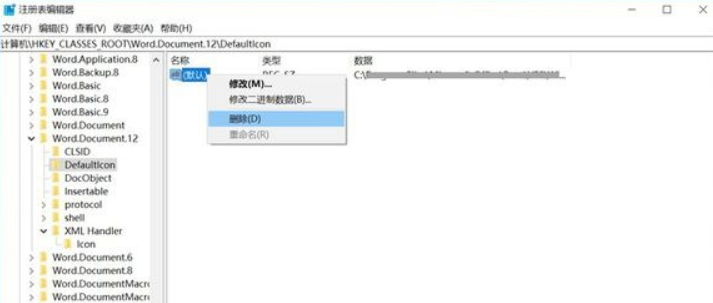 注册表编辑器
文件(F) 编辑(E) 查看(V) 收藏夹(A) 帮助(H)
计算机\HKEY_CLASSES_ROOT\Word.Document.12\DefaultIcon
Word.Application.8
Word.Backup.8
Word.Basic
Word.Basic.8
Word.Basic.9
Word.Document
Word.Document.12
CLSID
DefaultIcon
DocObject
Insertable
protocol
shell
XML Handler
Icon
Word.Document.6
Word.Document.8
Word.DocumentMacro
Word.DocumentMacro
名称 类型 数据
(默认) REG_SZ
修改(M)...
修改二进制数据(B)...
删除(D)
重命名(R)